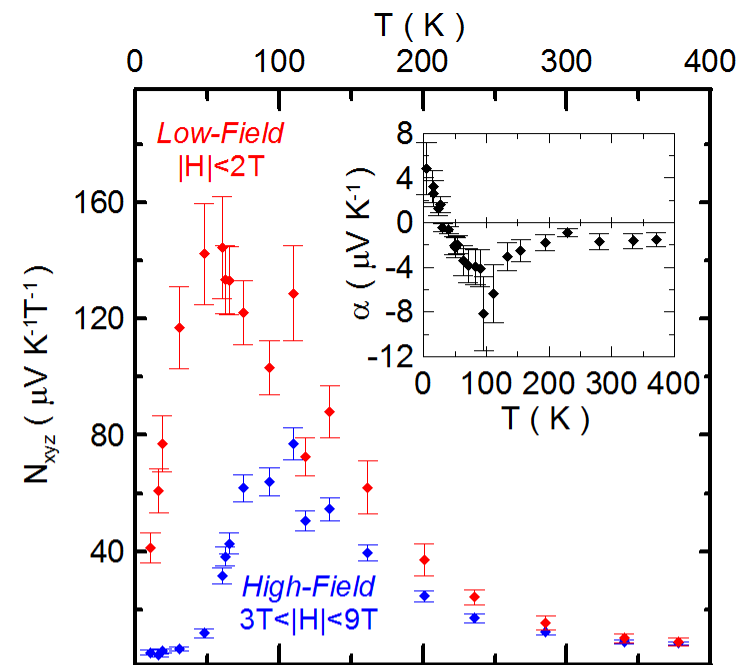 T ( K )
0 100 200 300 400
Low-Field
|H|<2T
160
120
80
40
N_xyz ( μV K⁻¹T⁻¹ )
High-Field
3T<|H|<9T
8
4
0
-4
-8
-12
α ( μV K⁻¹ )
0 100 200 300 400
T ( K )